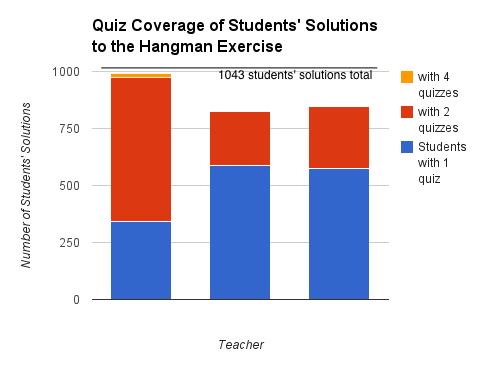 Quiz Coverage of Students' Solutions
to the Hangman Exercise
1043 students' solutions total
1000
750
500
250
0
Number of Students' Solutions
Teacher
with 4
quizzes
with 2
quizzes
Students
with 1
quiz